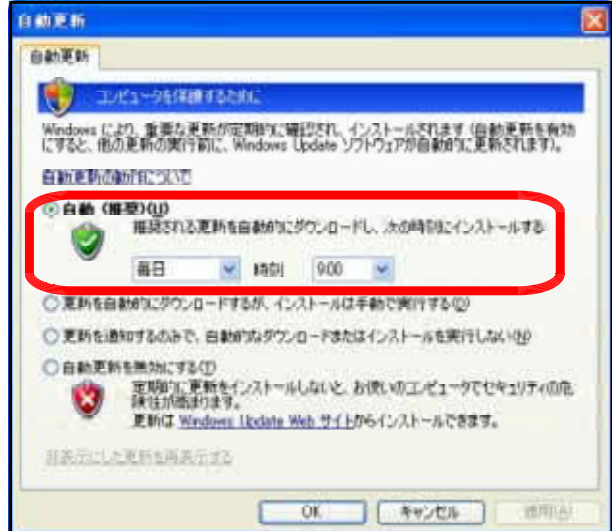 自動更新
自動更新
コンピュータを保護するために
Windows により、重要な更新が定期的に確認され、インストールされます (自動更新を有効
にすると、他の更新の実行前に、Windows Update ソフトウェアが自動的に更新されます)。
自動更新の動作について
自動 (推奨)(U)
推奨される更新を自動的にダウンロードし、次の時刻にインストールする
毎日 時刻 9:00
更新を自動的にダウンロードするが、インストールは手動で実行する(D)
更新を通知するのみで、自動的なダウンロードまたはインストールを実行しない(N)
自動更新を無効にする(T)
定期的に更新をインストールしないと、お使いのコンピュータでセキュリティの危
険性が高まります。
更新は Windows Update Web サイトからインストールできます。
非表示にした更新を再表示する
OK キャンセル 適用(A)